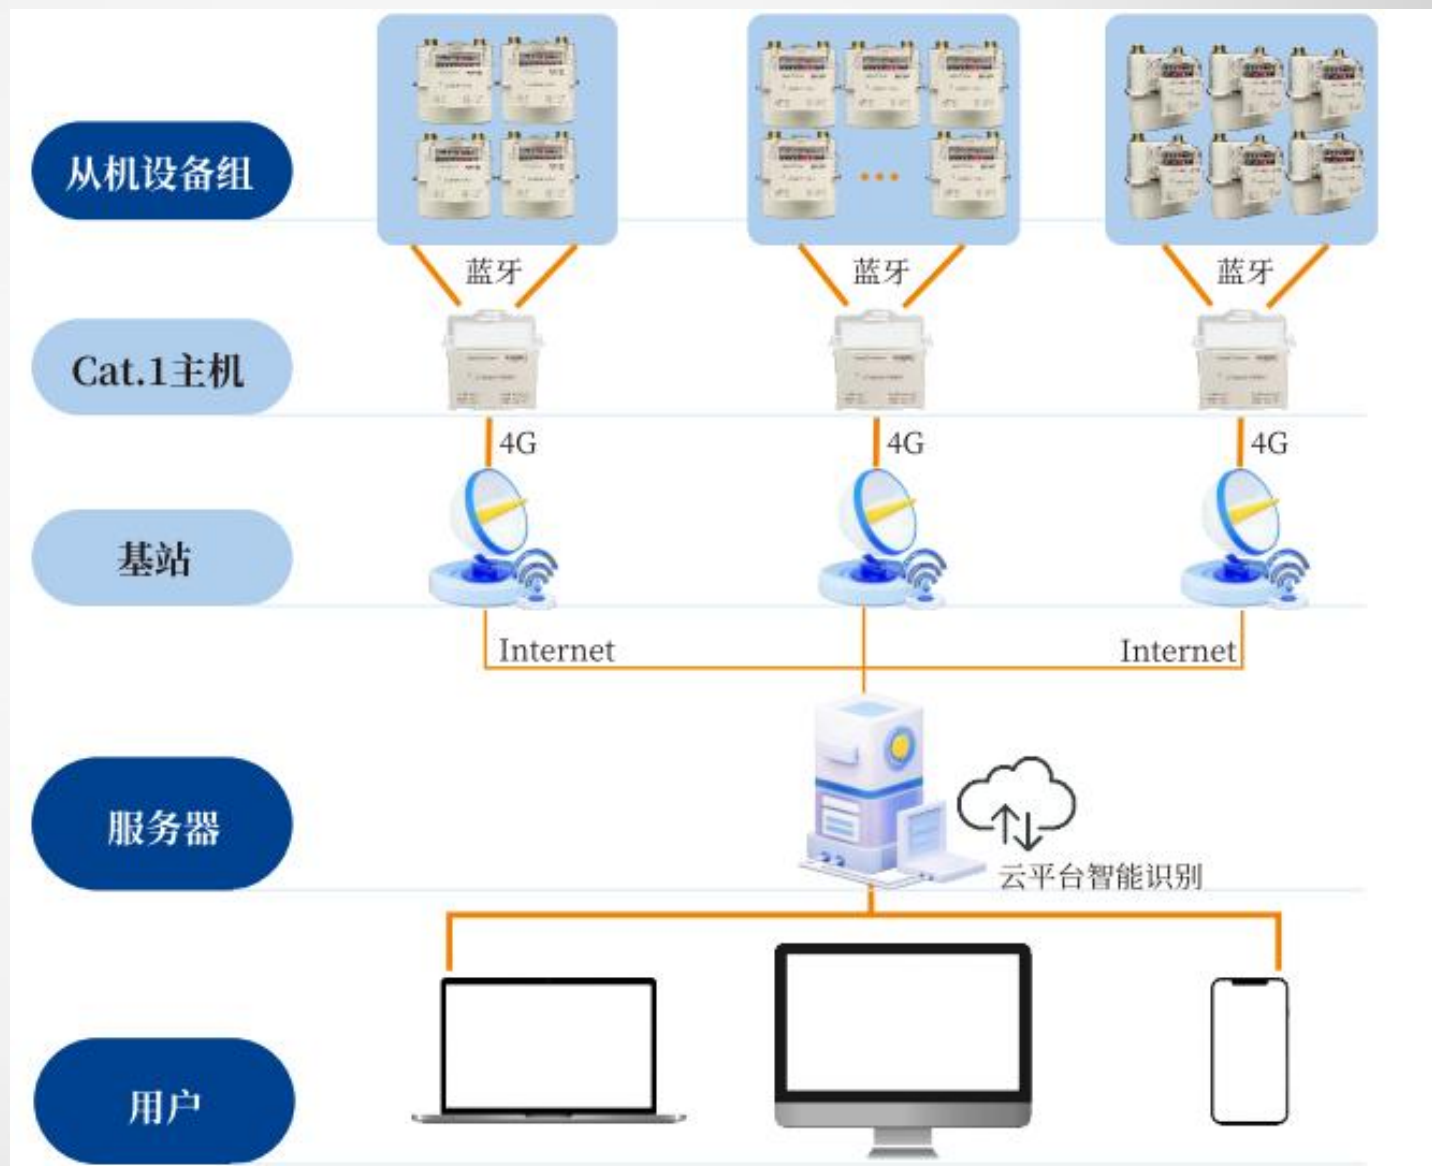 从机设备组
蓝牙
蓝牙
蓝牙
Cat.1主机
4G
4G
4G
基站
Internet
Internet
服务器
云平台智能识别
用户